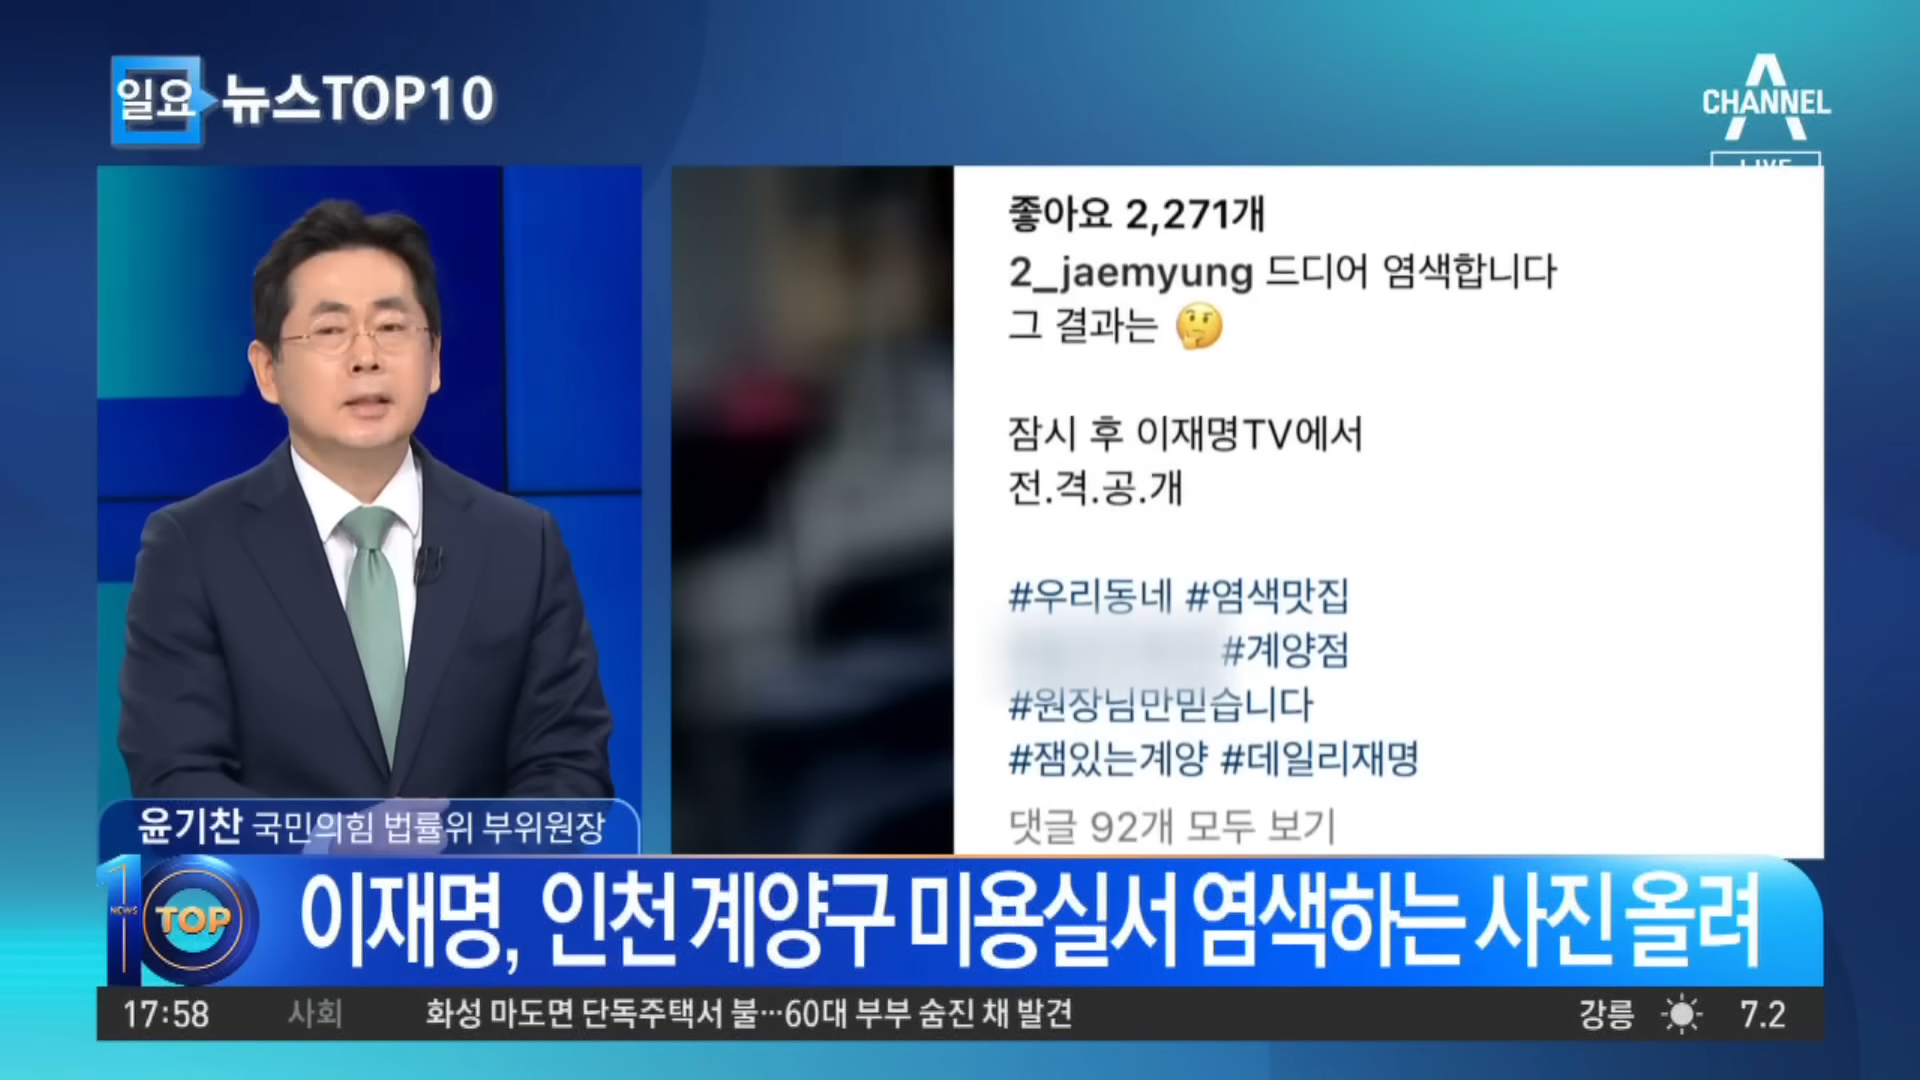 일요 뉴스TOP10
CHANNEL A
LIVE
좋아요 2,271개
2_jaemyung 드디어 염색합니다
그 결과는 🤔
잠시 후 이재명TV에서
전.격.공.개
#우리동네 #염색맛집
#계양점
#원장님만믿습니다
#잼있는계양 #데일리재명
댓글 92개 모두 보기
윤기찬 국민의힘 법률위 부위원장
10 NEWS TOP
이재명, 인천 계양구 미용실서 염색하는 사진 올려
17:58 사회 화성 마도면 단독주택서 불…60대 부부 숨진 채 발견 강릉 7.2